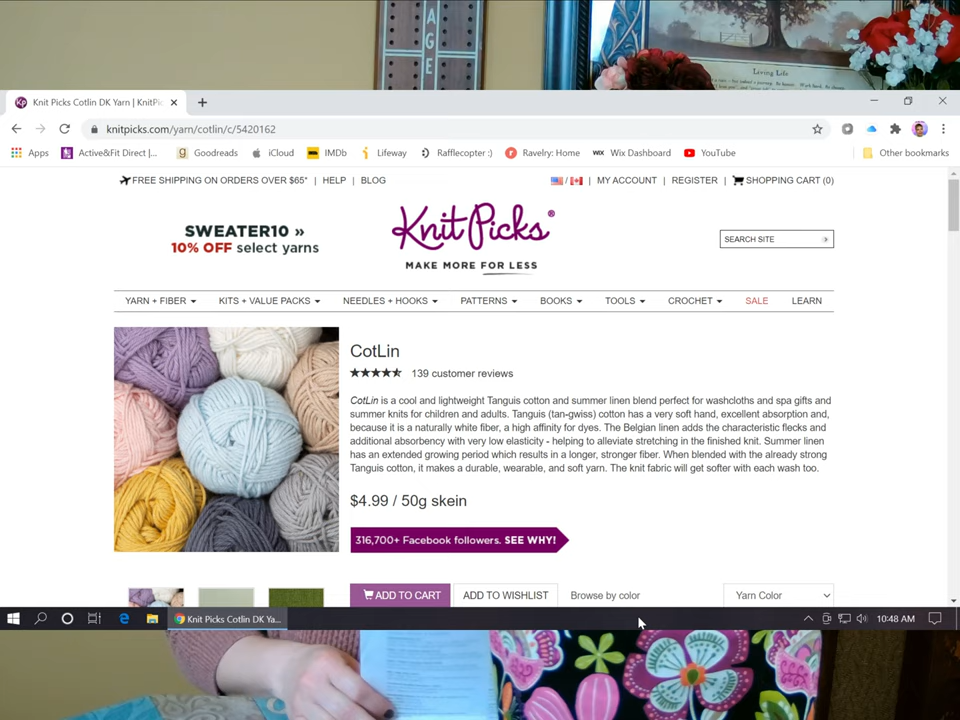 AGE
Living Life
Knit Picks Cotlin DK Yarn | KnitPic
knitpicks.com/yarn/cotlin/c/5420162
Apps Active&Fit Direct |... Goodreads iCloud IMDb Lifeway Rafflecopter :) Ravelry: Home Wix Dashboard YouTube Other bookmarks
FREE SHIPPING ON ORDERS OVER $65* | HELP | BLOG / | MY ACCOUNT | REGISTER | SHOPPING CART (0)
SWEATER10 »
10% OFF select yarns
Knit Picks®
MAKE MORE FOR LESS
SEARCH SITE
YARN + FIBER KITS + VALUE PACKS NEEDLES + HOOKS PATTERNS BOOKS TOOLS CROCHET SALE LEARN
CotLin
139 customer reviews
CotLin is a cool and lightweight Tanguis cotton and summer linen blend perfect for washcloths and spa gifts and
summer knits for children and adults. Tanguis (tan-gwiss) cotton has a very soft hand, excellent absorption and,
because it is a naturally white fiber, a high affinity for dyes. The Belgian linen adds the characteristic flecks and
additional absorbency with very low elasticity - helping to alleviate stretching in the finished knit. Summer linen
has an extended growing period which results in a longer, stronger fiber. When blended with the already strong
Tanguis cotton, it makes a durable, wearable, and soft yarn. The knit fabric will get softer with each wash too.
$4.99 / 50g skein
316,700+ Facebook followers. SEE WHY!
ADD TO CART ADD TO WISHLIST Browse by color Yarn Color
Knit Picks Cotlin DK Ya... 10:48 AM